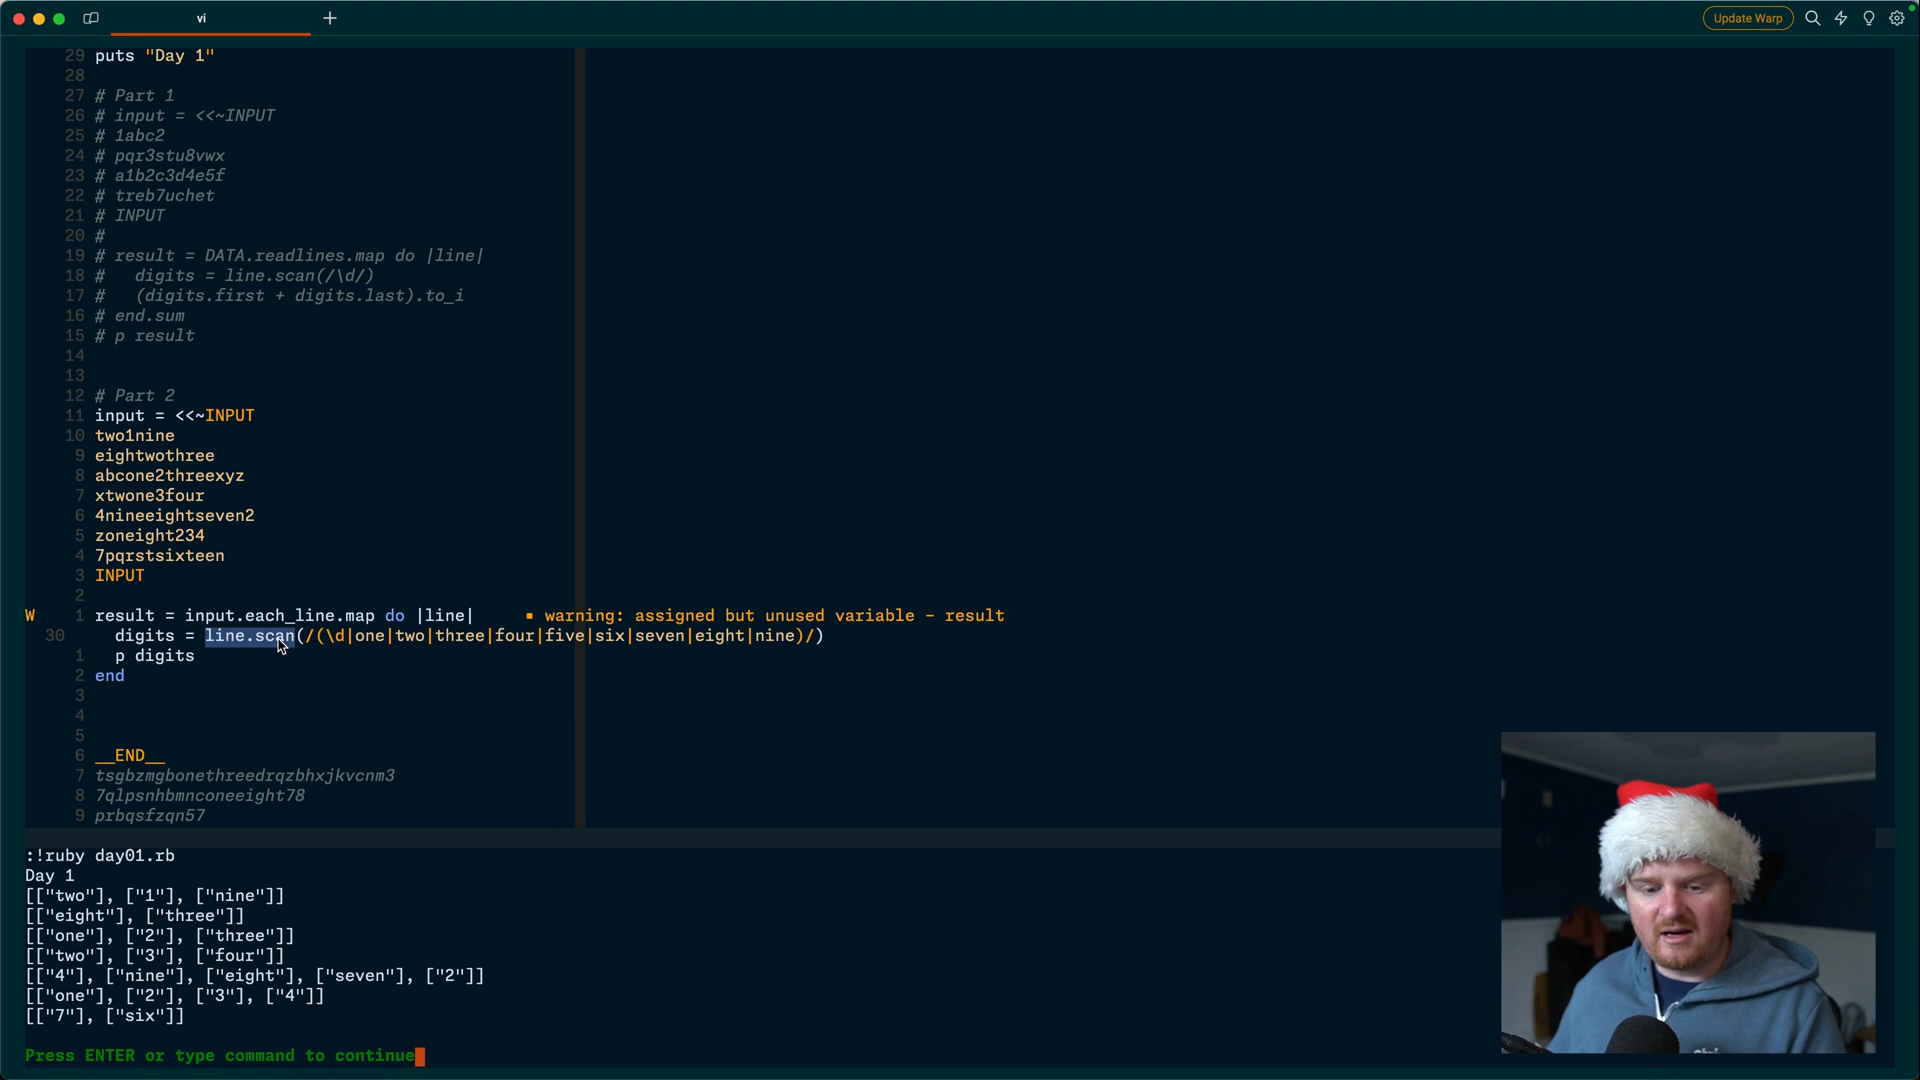 vi
Update Warp
29 puts "Day 1"
28
27 # Part 1
26 # input = <<~INPUT
25 # 1abc2
24 # pqr3stu8vwx
23 # a1b2c3d4e5f
22 # treb7uchet
21 # INPUT
20 #
19 # result = DATA.readlines.map do |line|
18 #   digits = line.scan(/\d/)
17 #   (digits.first + digits.last).to_i
16 # end.sum
15 # p result
14
13
12 # Part 2
11 input = <<~INPUT
10 two1nine
9 eightwothree
8 abcone2threexyz
7 xtwone3four
6 4nineeightseven2
5 zoneight234
4 7pqrstsixteen
3 INPUT
2
W 1 result = input.each_line.map do |line| ▪ warning: assigned but unused variable – result
30 digits = line.scan(/(\d|one|two|three|four|five|six|seven|eight|nine)/)
1 p digits
2 end
3
4
5
6 __END__
7 tsgbzmgbonethreedrqzbhxjkvcnm3
8 7qlpsnhbmnconeeight78
9 prbqsfzqn57
:!ruby day01.rb
Day 1
[["two"], ["1"], ["nine"]]
[["eight"], ["three"]]
[["one"], ["2"], ["three"]]
[["two"], ["3"], ["four"]]
[["4"], ["nine"], ["eight"], ["seven"], ["2"]]
[["one"], ["2"], ["3"], ["4"]]
[["7"], ["six"]]
Press ENTER or type command to continue